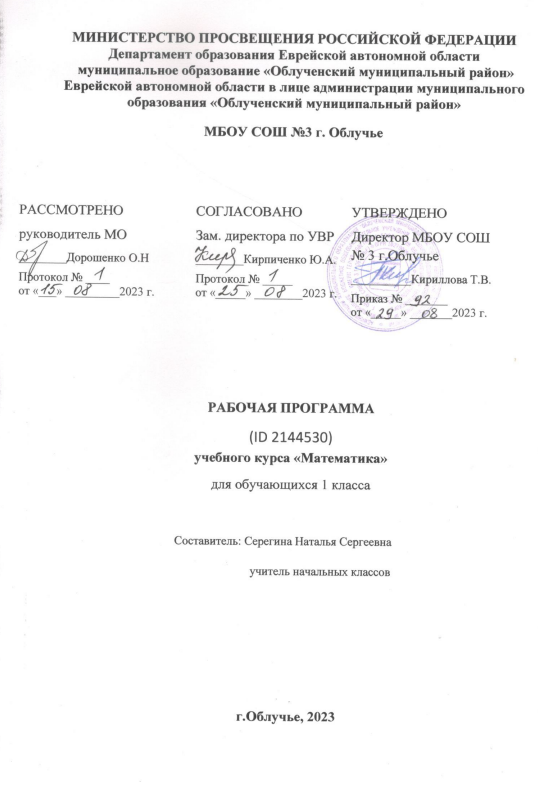 МИНИСТЕРСТВО ПРОСВЕЩЕНИЯ РОССИЙСКОЙ ФЕДЕРАЦИИ
Департамент образования Еврейской автономной области
муниципальное образование «Облученский муниципальный район»
Еврейской автономной области в лице администрации муниципального
образования «Облученский муниципальный район»
МБОУ СОШ №3 г. Облучье
РАССМОТРЕНО
руководитель МО
Дорошенко О.Н
Протокол № 1
от «15» 08 2023 г.
СОГЛАСОВАНО
Зам. директора по УВР
Кирпиченко Ю.А.
Протокол № 1
от «25» 08 2023 г.
УТВЕРЖДЕНО
Директор МБОУ СОШ
№ 3 г.Облучье
Кириллова Т.В.
Приказ № 92
от «29» 08 2023 г.
РАБОЧАЯ ПРОГРАММА
(ID 2144530)
учебного курса «Математика»
для обучающихся 1 класса
Составитель: Серегина Наталья Сергеевна
учитель начальных классов
г.Облучье, 2023